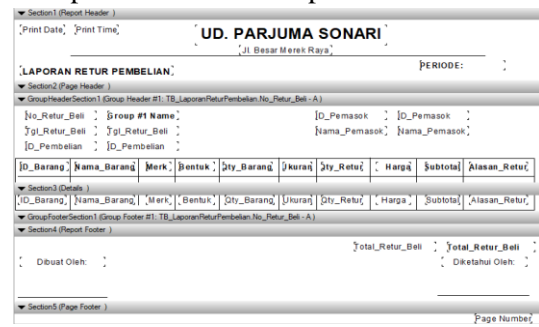 Section1 (Report Header )
Print Date Print Time
UD. PARJUMA SONARI
Jl. Besar Merek Raya
LAPORAN RETUR PEMBELIAN
PERIODE:
Section2 (Page Header )
GroupHeaderSection1 (Group Header #1: TB_LaporanReturPembelian.No_Retur_Beli - A )
No_Retur_Beli Group #1 Name ID_Pemasok ID_Pemasok
Tgl_Retur_Beli Tgl_Retur_Beli Nama_Pemasok Nama_Pemasok
ID_Pembelian ID_Pembelian
ID_Barang Nama_Barang Merk Bentuk Qty_Barang Ukuran Qty_Retur Harga Subtotal Alasan_Retur
Section3 (Details )
ID_Barang Nama_Barang Merk Bentuk Qty_Barang Ukuran Qty_Retur Harga Subtotal Alasan_Retur
GroupFooterSection1 (Group Footer #1: TB_LaporanReturPembelian.No_Retur_Beli - A )
Section4 (Report Footer )
Total_Retur_Beli Total_Retur_Beli
Dibuat Oleh: Diketahui Oleh:
Section5 (Page Footer )
Page Number